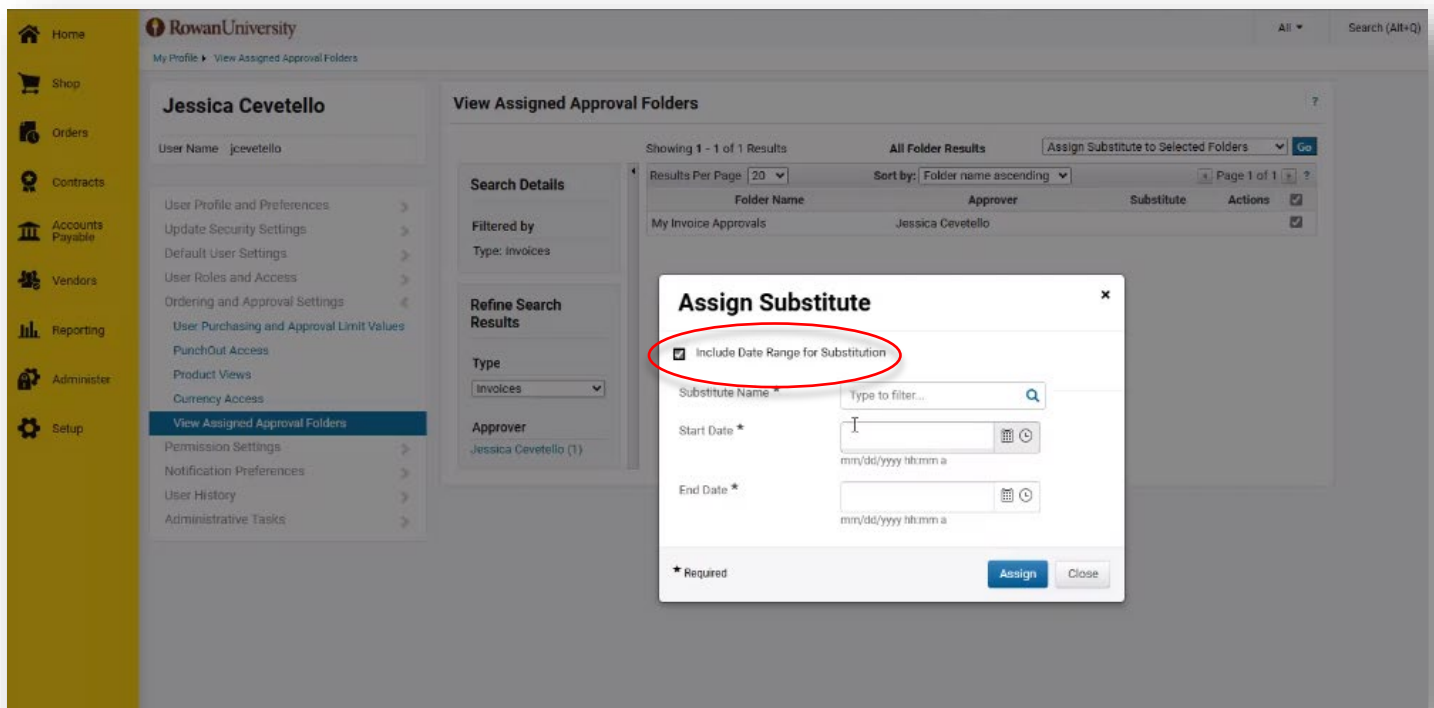 Home
Shop
Orders
Contracts
Accounts
Payable
Vendors
Reporting
Administer
Setup
RowanUniversity
All
Search (Alt+Q)
My Profile
View Assigned Approval Folders
Jessica Cevetello
User Name jcevetello
User Profile and Preferences
Update Security Settings
Default User Settings
User Roles and Access
Ordering and Approval Settings
User Purchasing and Approval Limit Values
PunchOut Access
Product Views
Currency Access
View Assigned Approval Folders
Permission Settings
Notification Preferences
User History
Administrative Tasks
View Assigned Approval Folders
?
Search Details
Filtered by
Type: Invoices
Refine Search
Results
Type
Invoices
Approver
Jessica Cevetello (1)
Showing 1 - 1 of 1 Results
All Folder Results
Assign Substitute to Selected Folders
Go
Results Per Page 20
Sort by: Folder name ascending
Page 1 of 1 ?
Folder Name Approver Substitute Actions
My Invoice Approvals Jessica Cevetello
Assign Substitute
×
Include Date Range for Substitution
Substitute Name *
Type to filter...
Start Date *
mm/dd/yyyy hh:mm a
End Date *
mm/dd/yyyy hh:mm a
* Required
Assign
Close